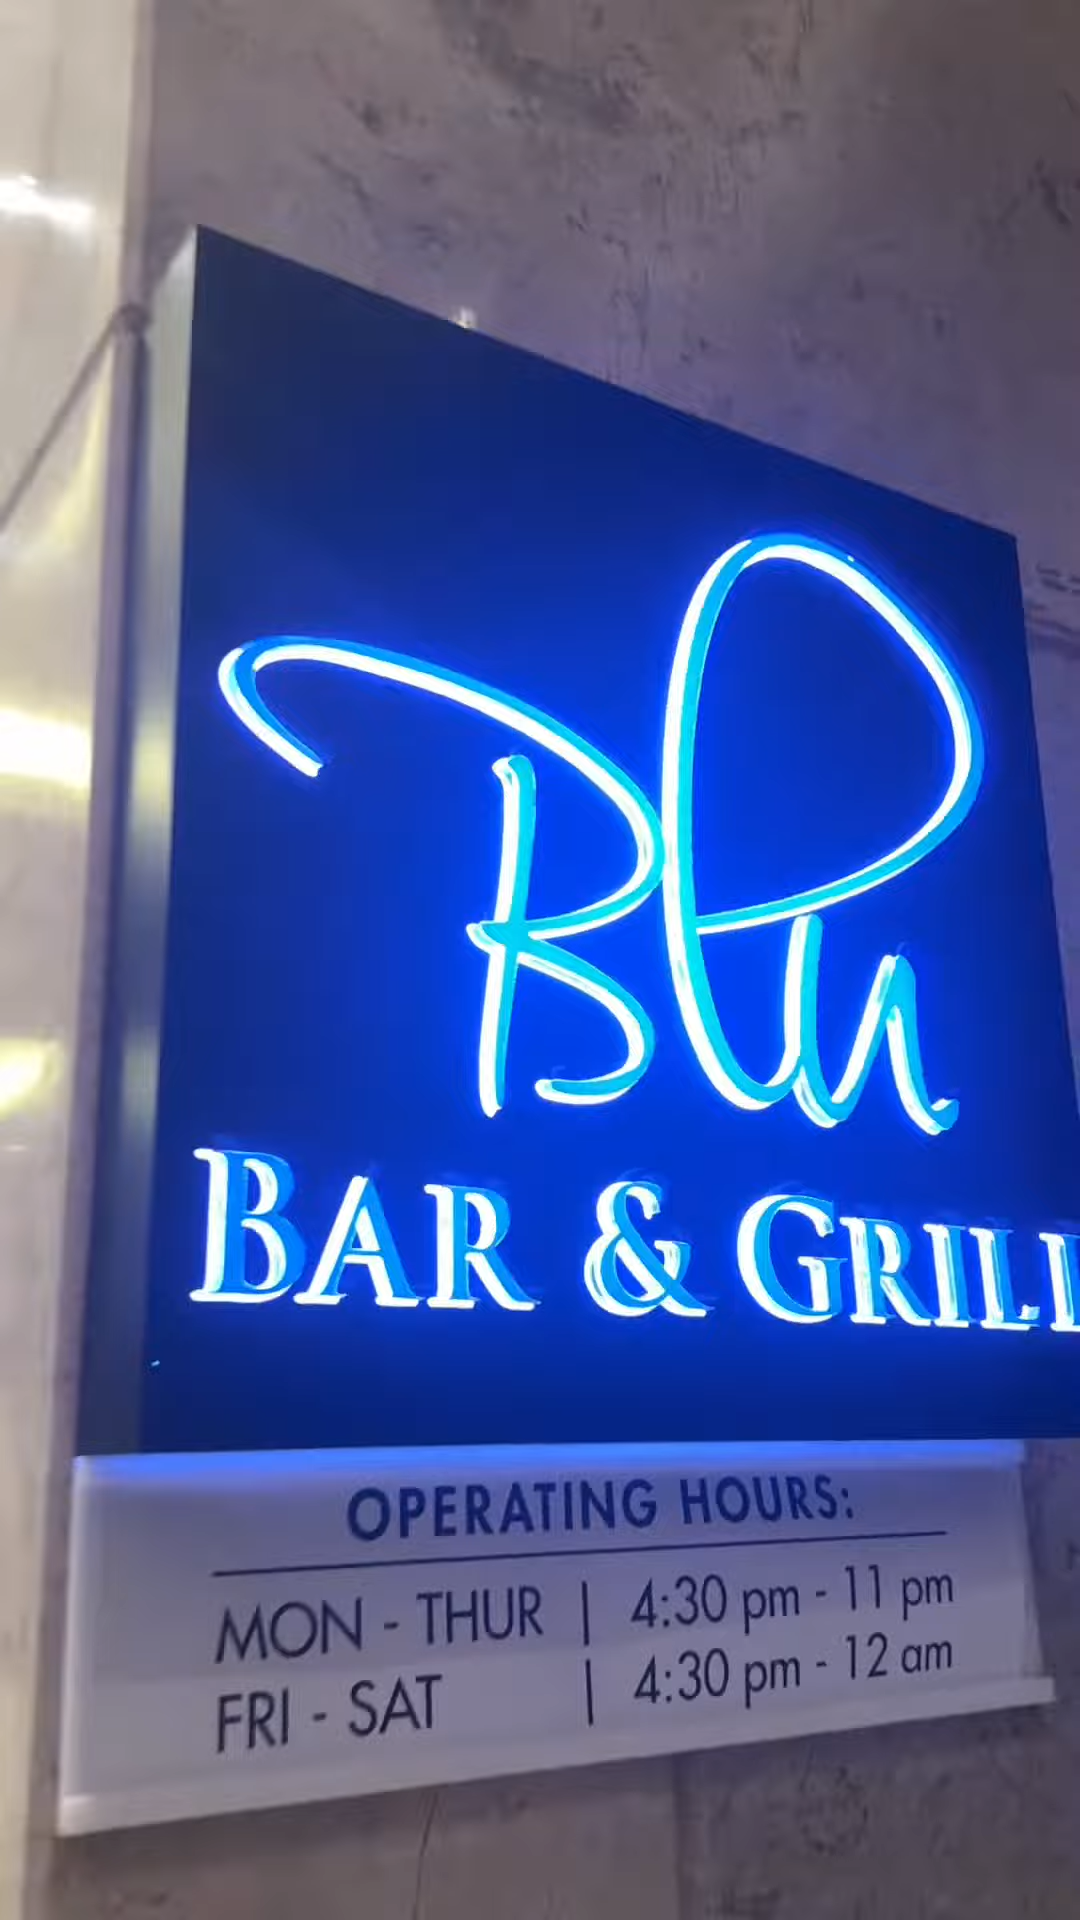 Blu
BAR & GRILL
OPERATING HOURS:
MON - THUR | 4:30 pm - 11 pm
FRI - SAT | 4:30 pm - 12 am